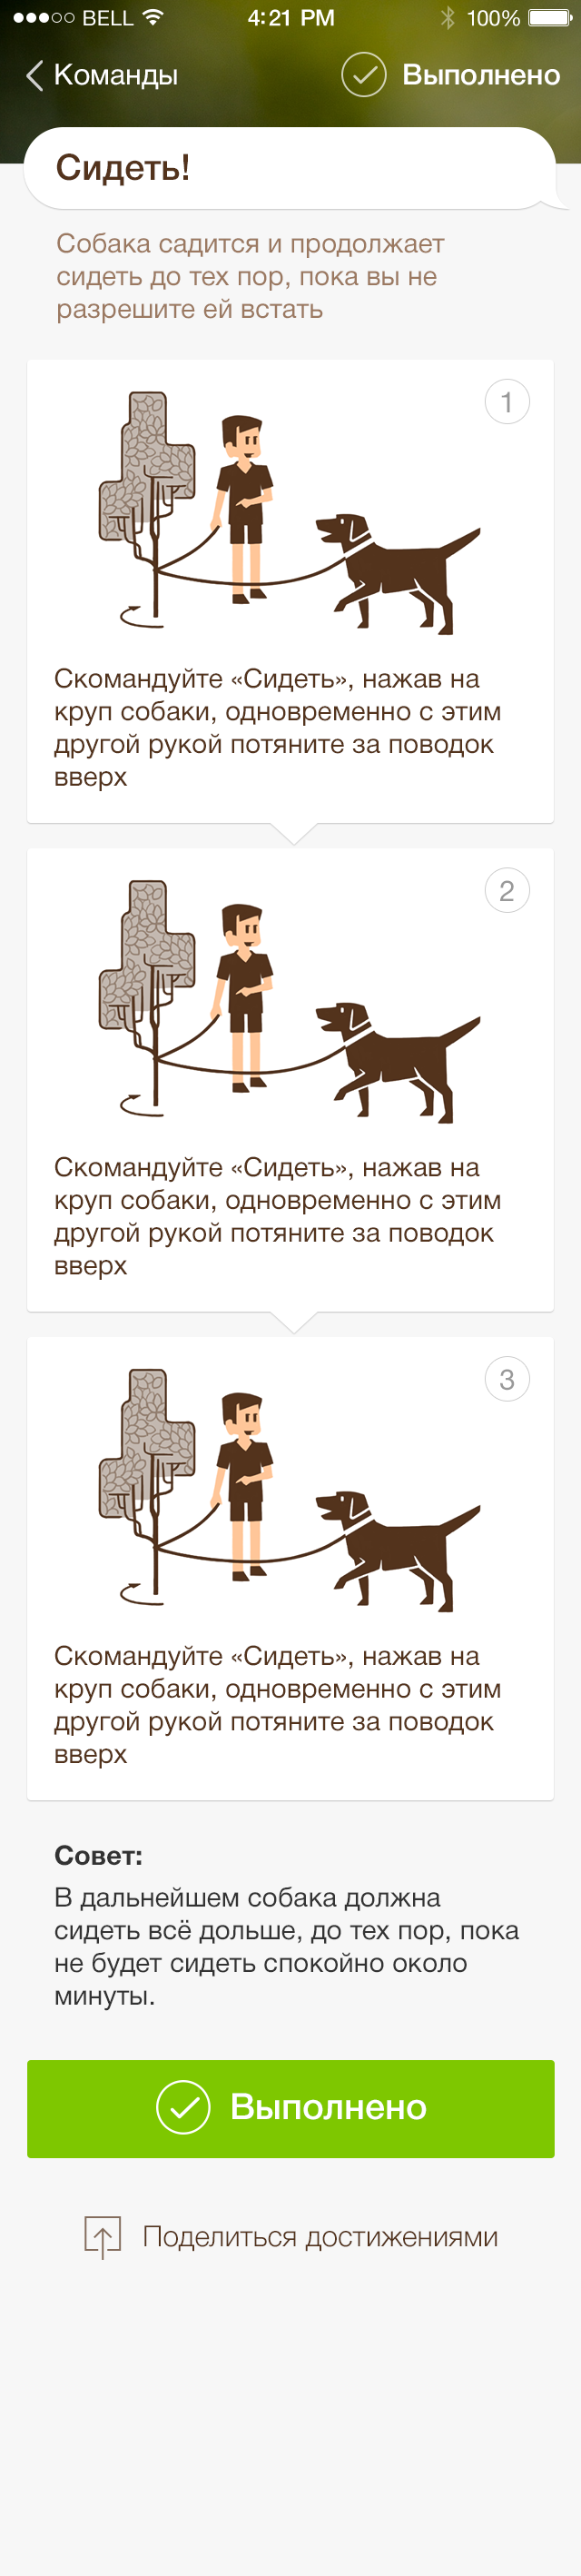 BELL 4:21 PM 100%
Команды Выполнено
Сидеть!
Собака садится и продолжает
сидеть до тех пор, пока вы не
разрешите ей встать
1
Скомандуйте «Сидеть», нажав на
круп собаки, одновременно с этим
другой рукой потяните за поводок
вверх
2
Скомандуйте «Сидеть», нажав на
круп собаки, одновременно с этим
другой рукой потяните за поводок
вверх
3
Скомандуйте «Сидеть», нажав на
круп собаки, одновременно с этим
другой рукой потяните за поводок
вверх
Совет:
В дальнейшем собака должна
сидеть всё дольше, до тех пор, пока
не будет сидеть спокойно около
минуты.
Выполнено
Поделиться достижениями